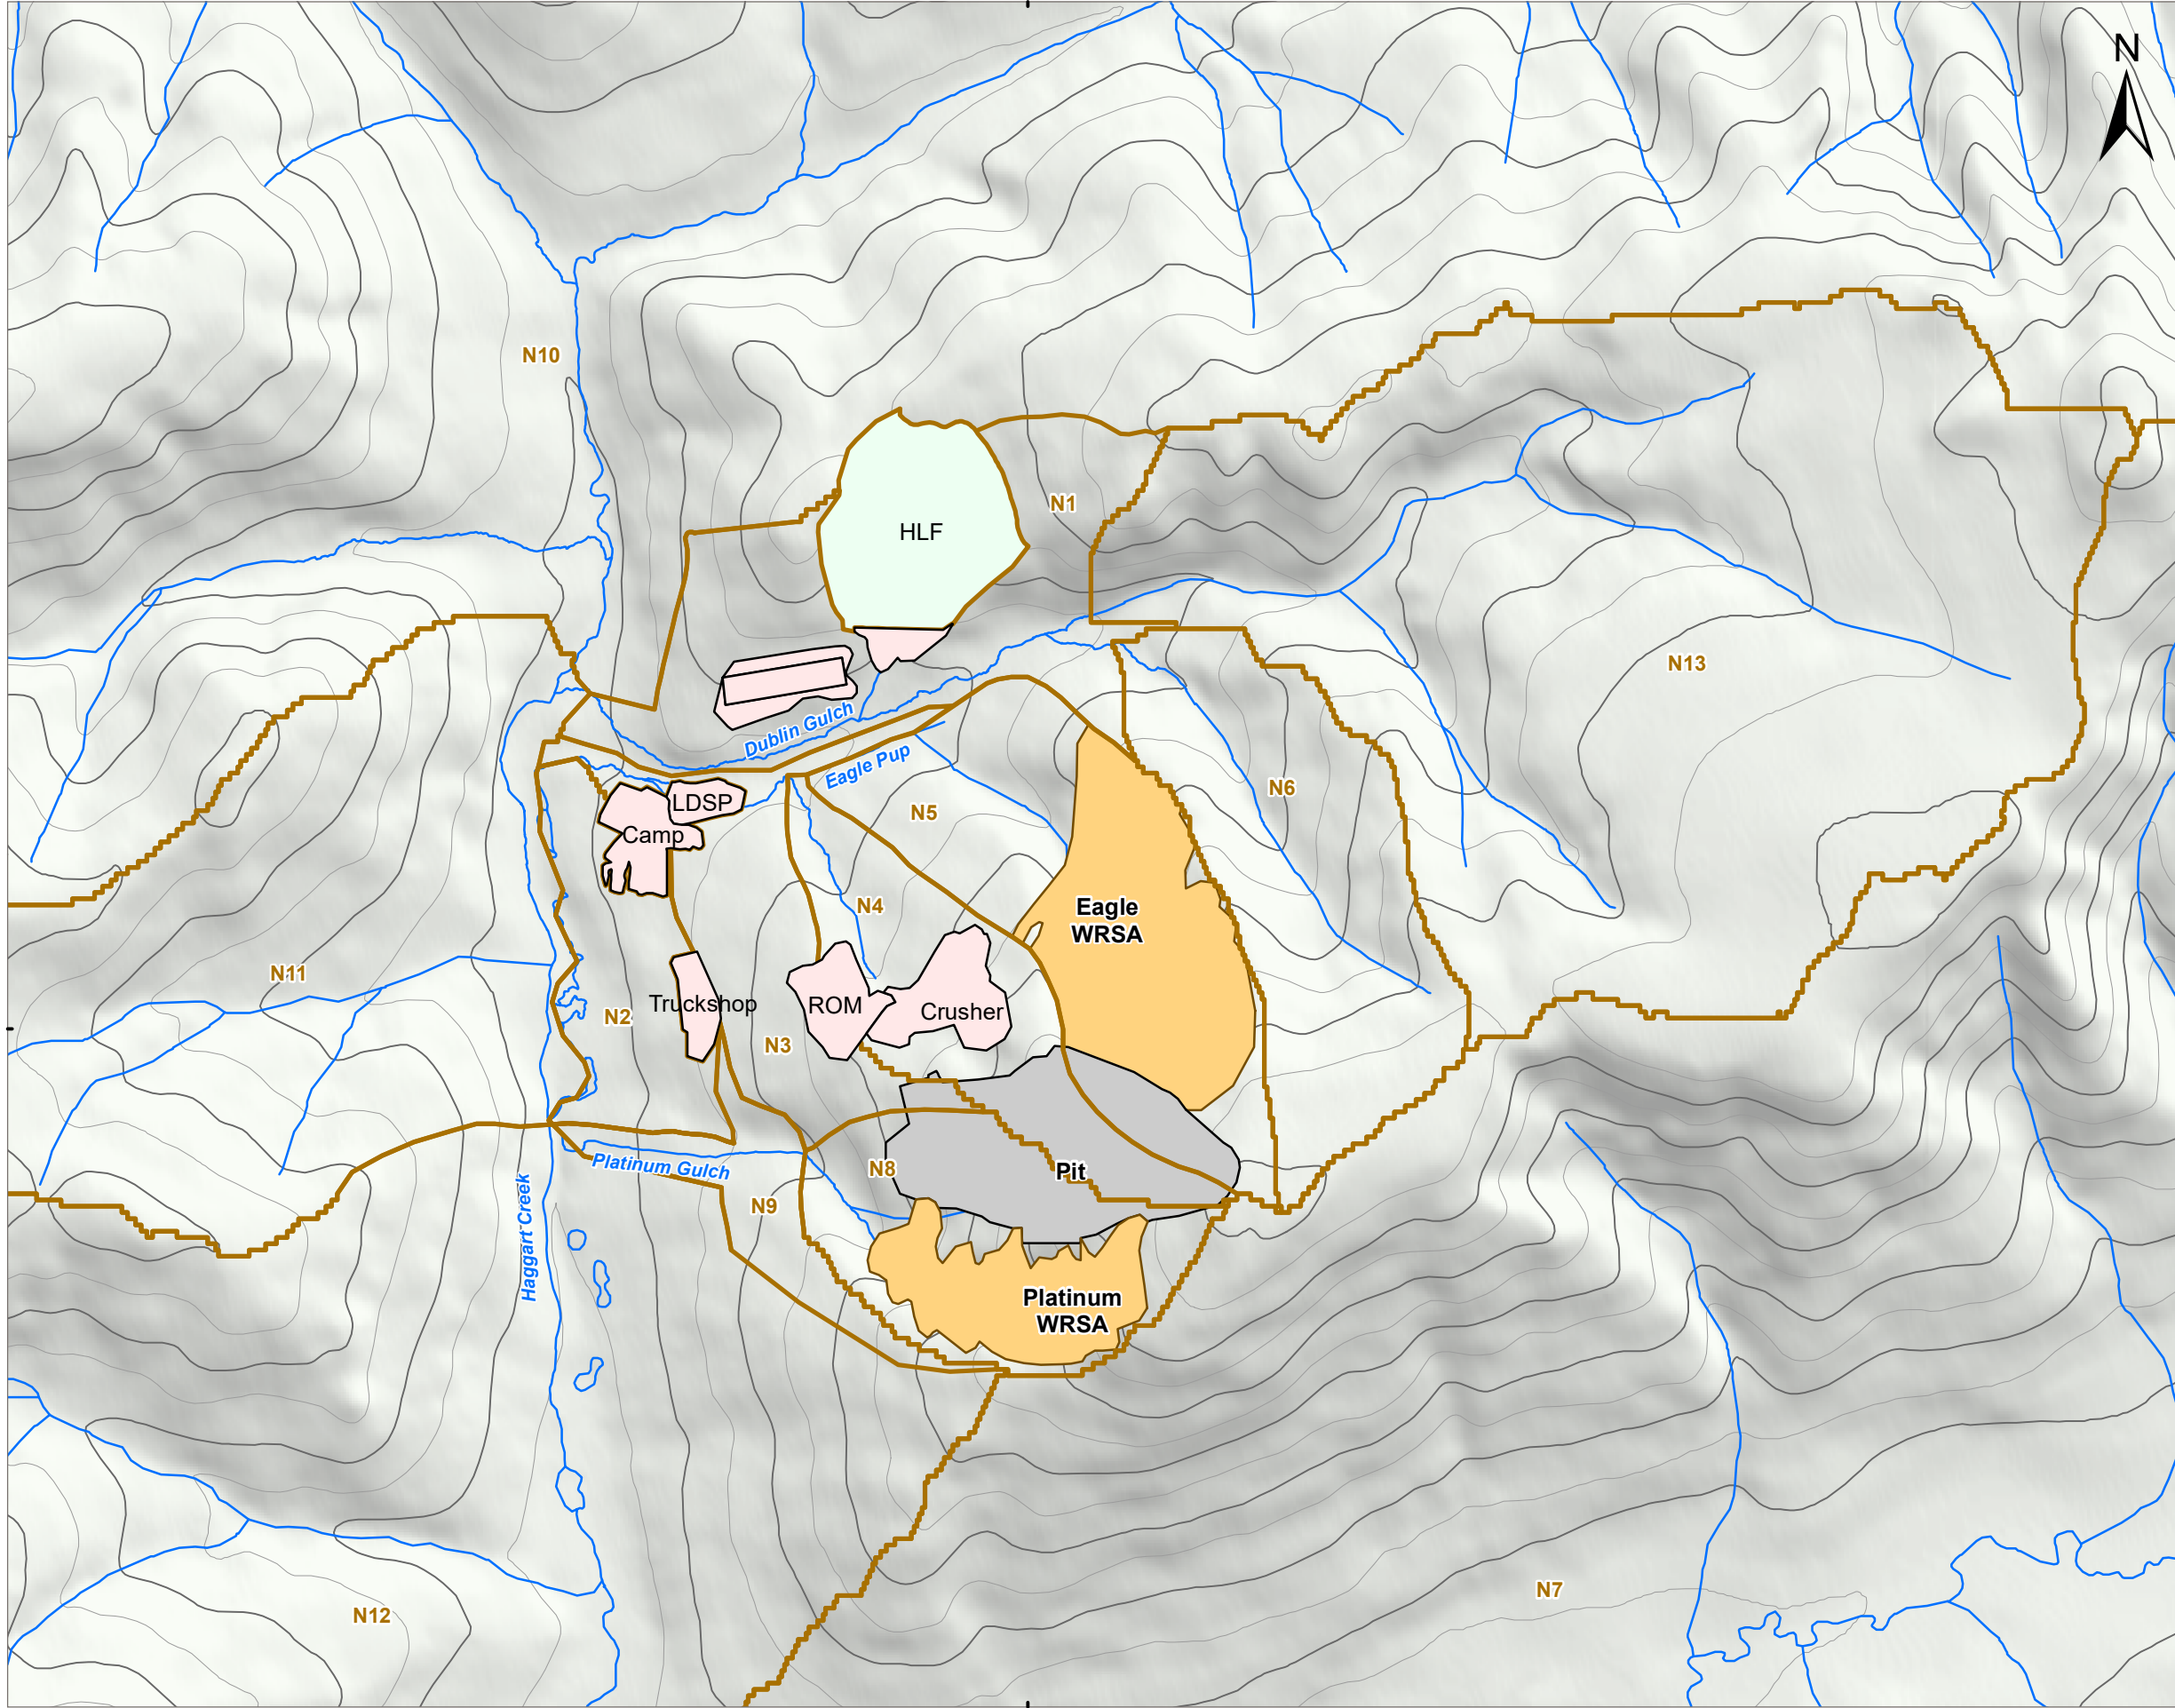 N
N10
N1
HLF
N13
Dublin Gulch
Eagle Pup
N6
LDSP
N5
Camp
N4
Eagle
WRSA
N11
Truckshop
ROM
Crusher
N2
N3
Platinum Gulch
N8
Pit
N9
Haggart Creek
Platinum
WRSA
N7
N12